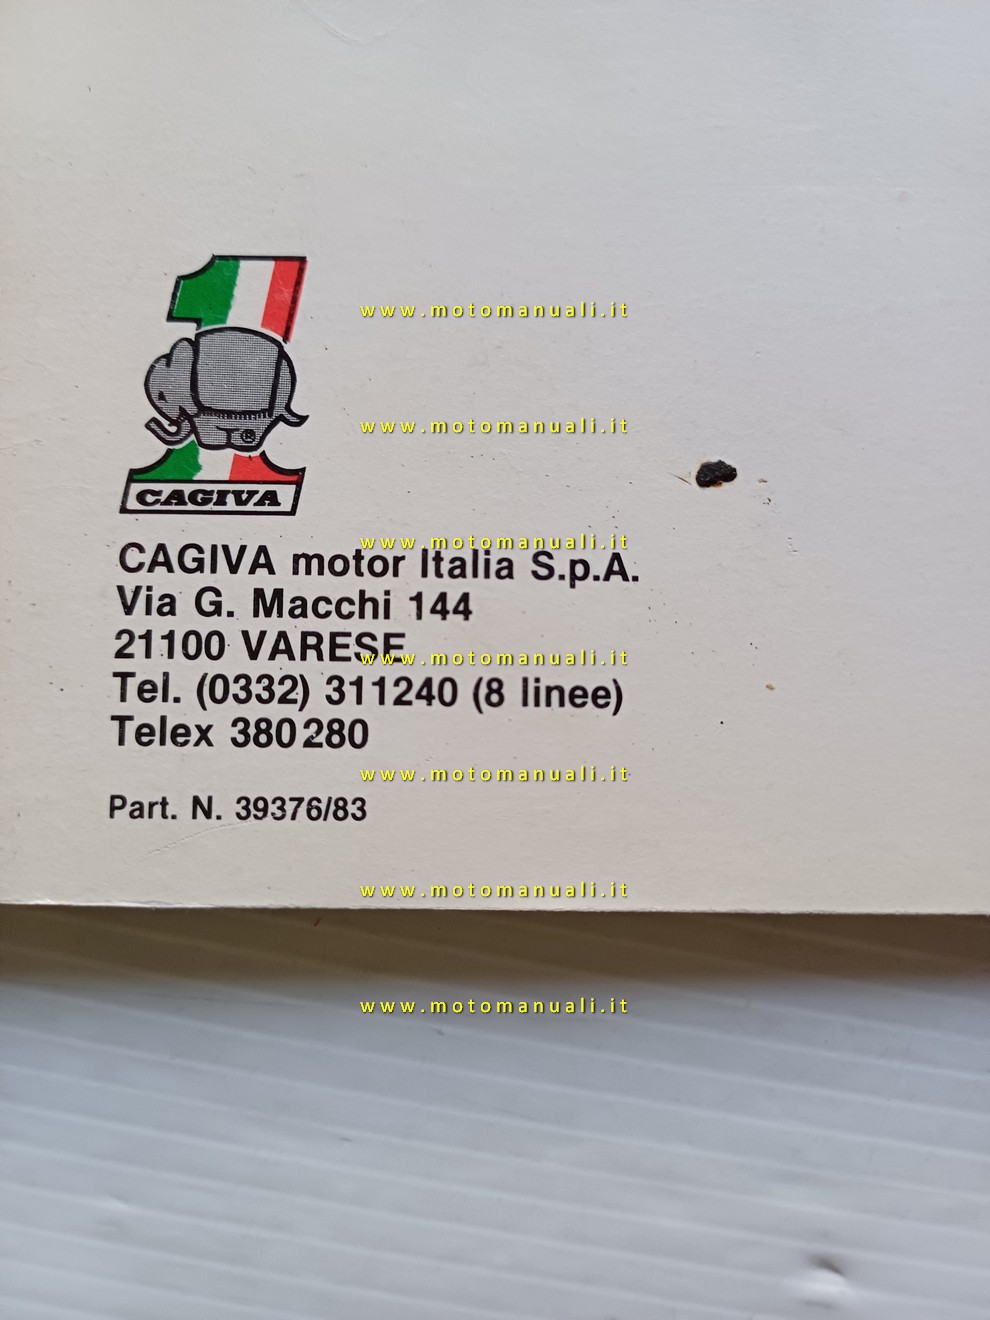 www.motomanuali.it
www.motomanuali.it
®
CAGIVA
www.motomanuali.it
CAGIVA motor Italia S.p.A.
Via G. Macchi 144
21100 VARESE
www.motomanuali.it
Tel. (0332) 311240 (8 linee)
Telex 380280
www.motomanuali.it
Part. N. 39376/83
www.motomanuali.it
www.motomanuali.it